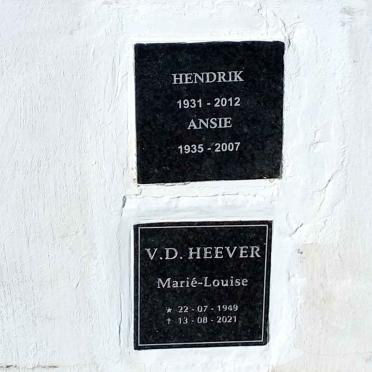 HENDRIK
1931 - 2012
ANSIE
1935 - 2007
V.D. HEEVER
Marié-Louise
* 22 - 07 - 1949
† 13 - 08 - 2021